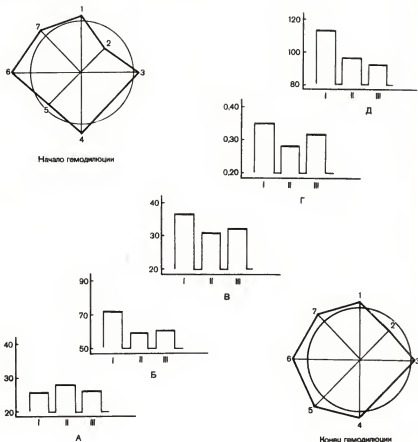 1
2
3
4
5
6
7
Начало гемодилюции
120
100
80
I II III
Д
0,40
0,30
0,20
I II III
Г
40
30
20
I II III
В
90
70
50
I II III
Б
30
20
I II III
А
1
2
3
4
5
6
7
Конец гемодилюции